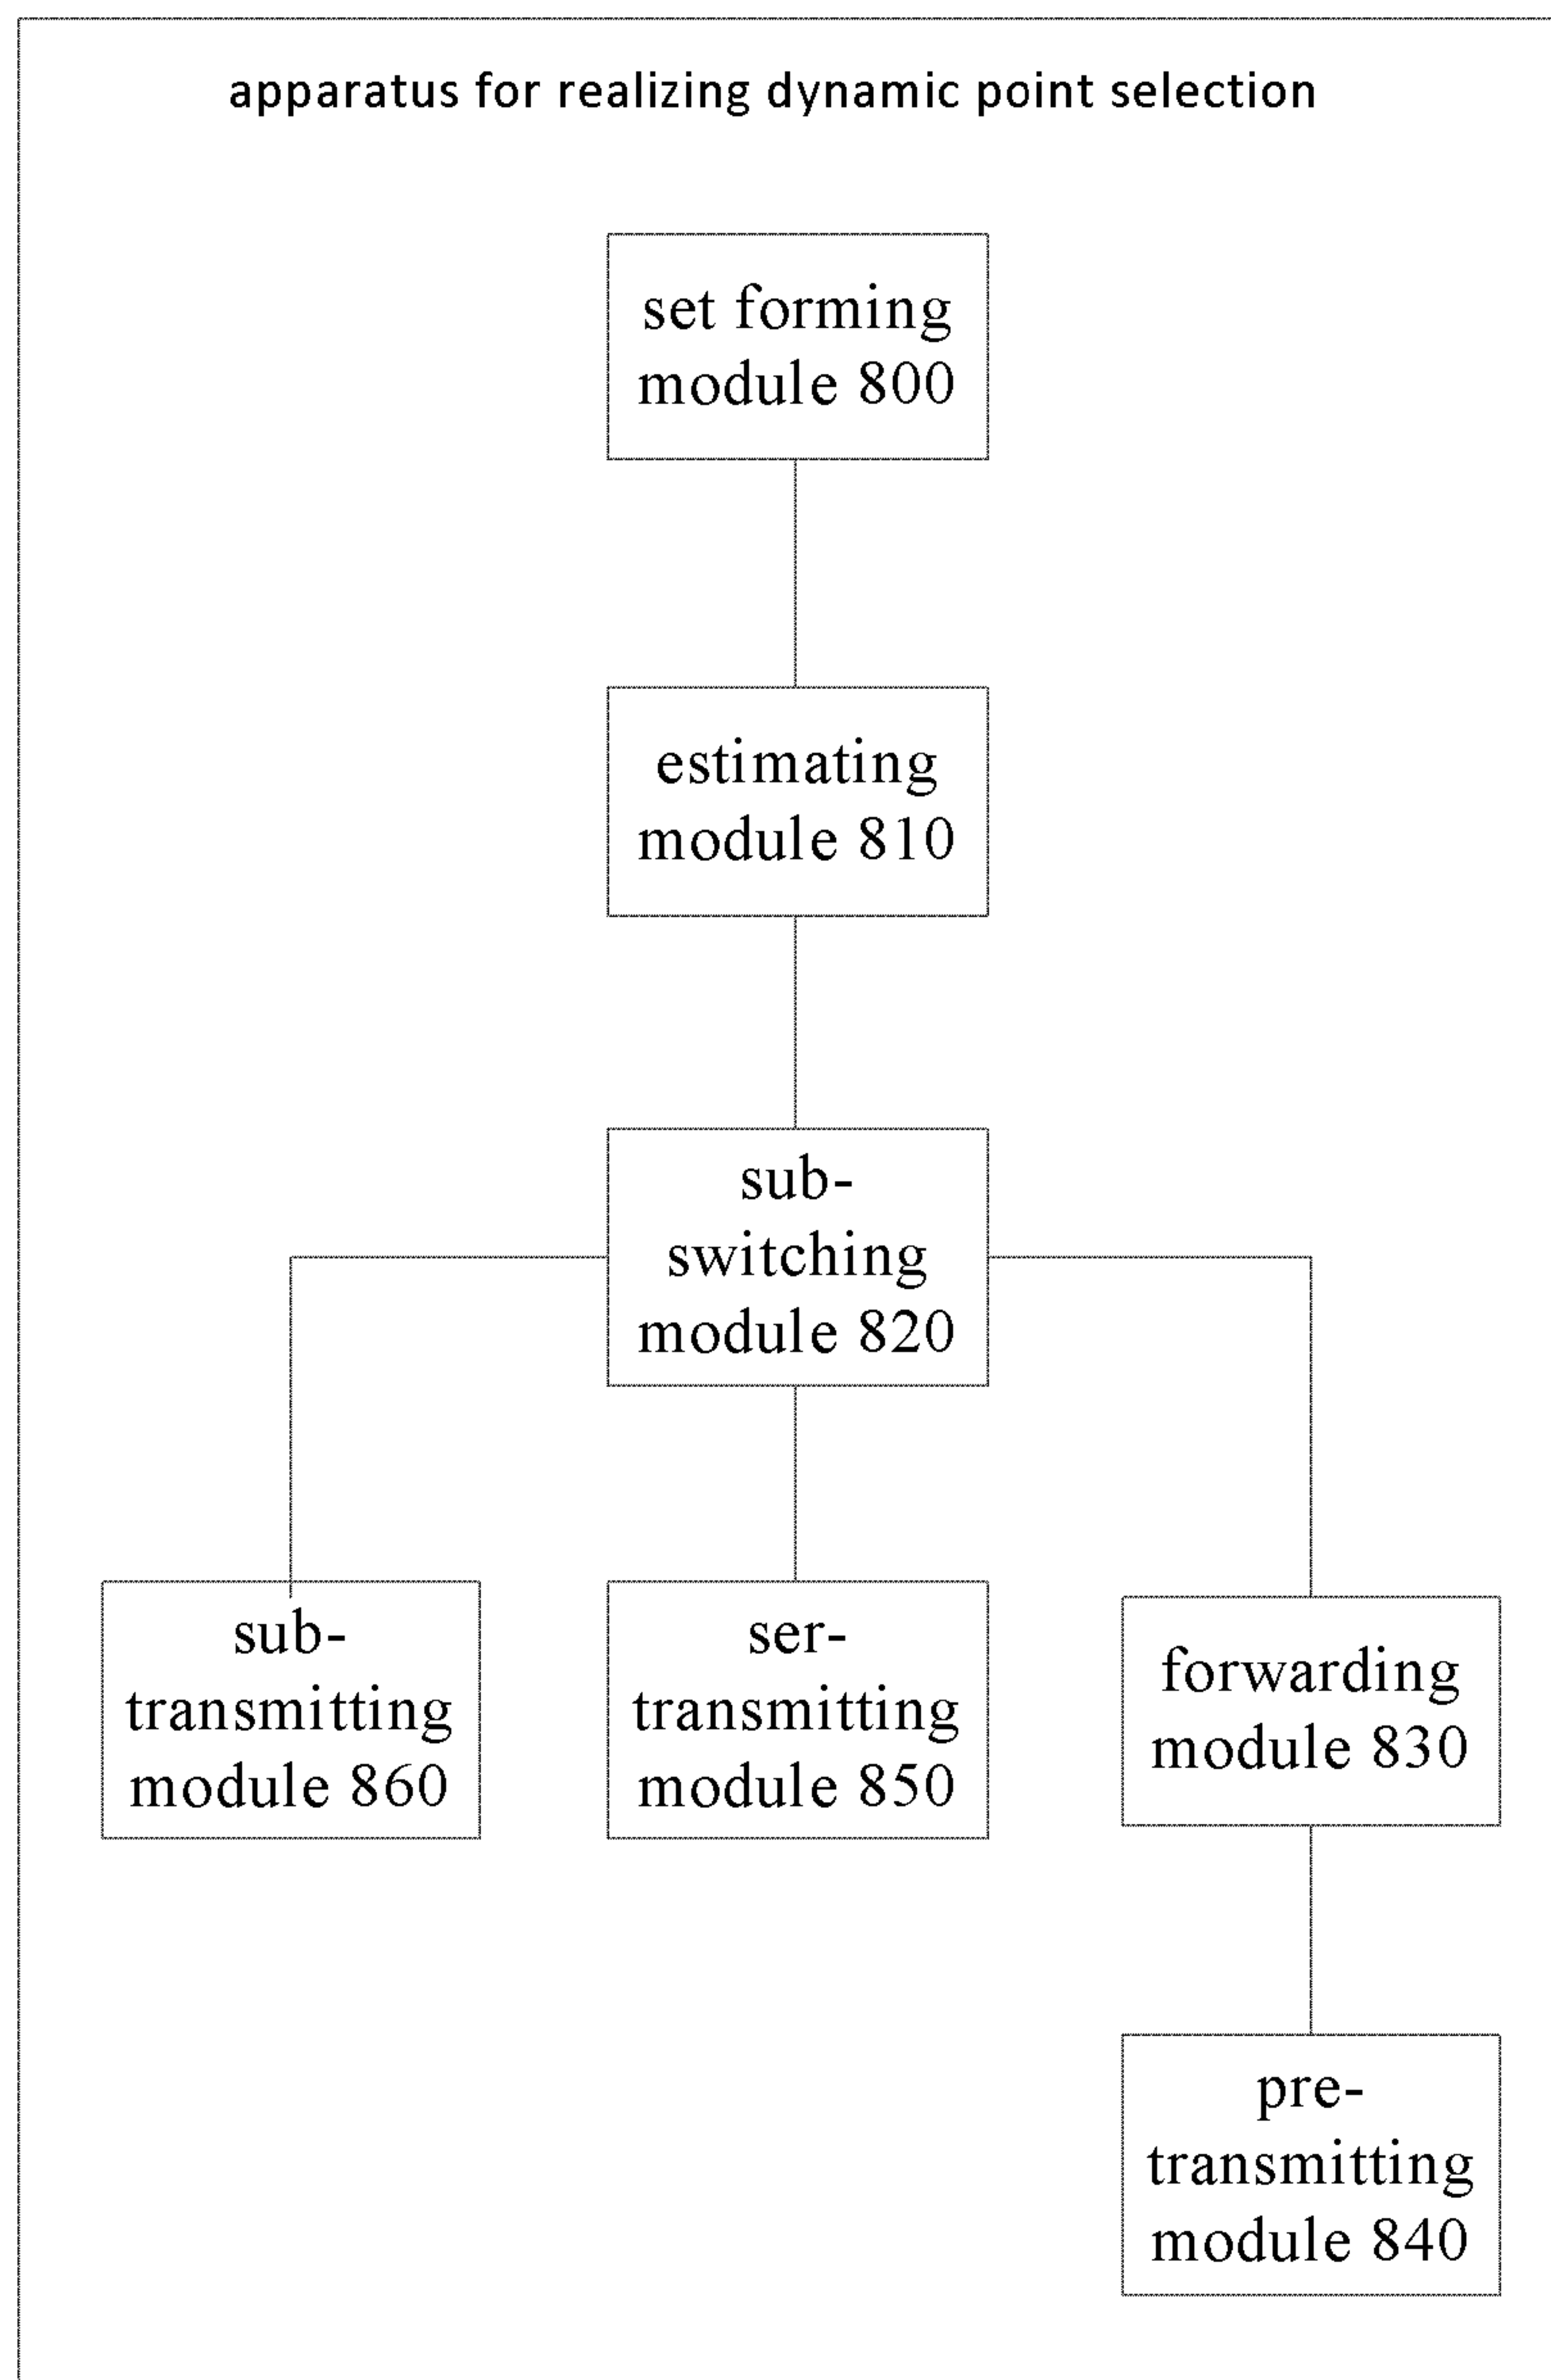 apparatus for realizing dynamic point selection
set forming
module 800
estimating
module 810
sub-
switching
module 820
sub-
transmitting
module 860
ser-
transmitting
module 850
forwarding
module 830
pre-
transmitting
module 840